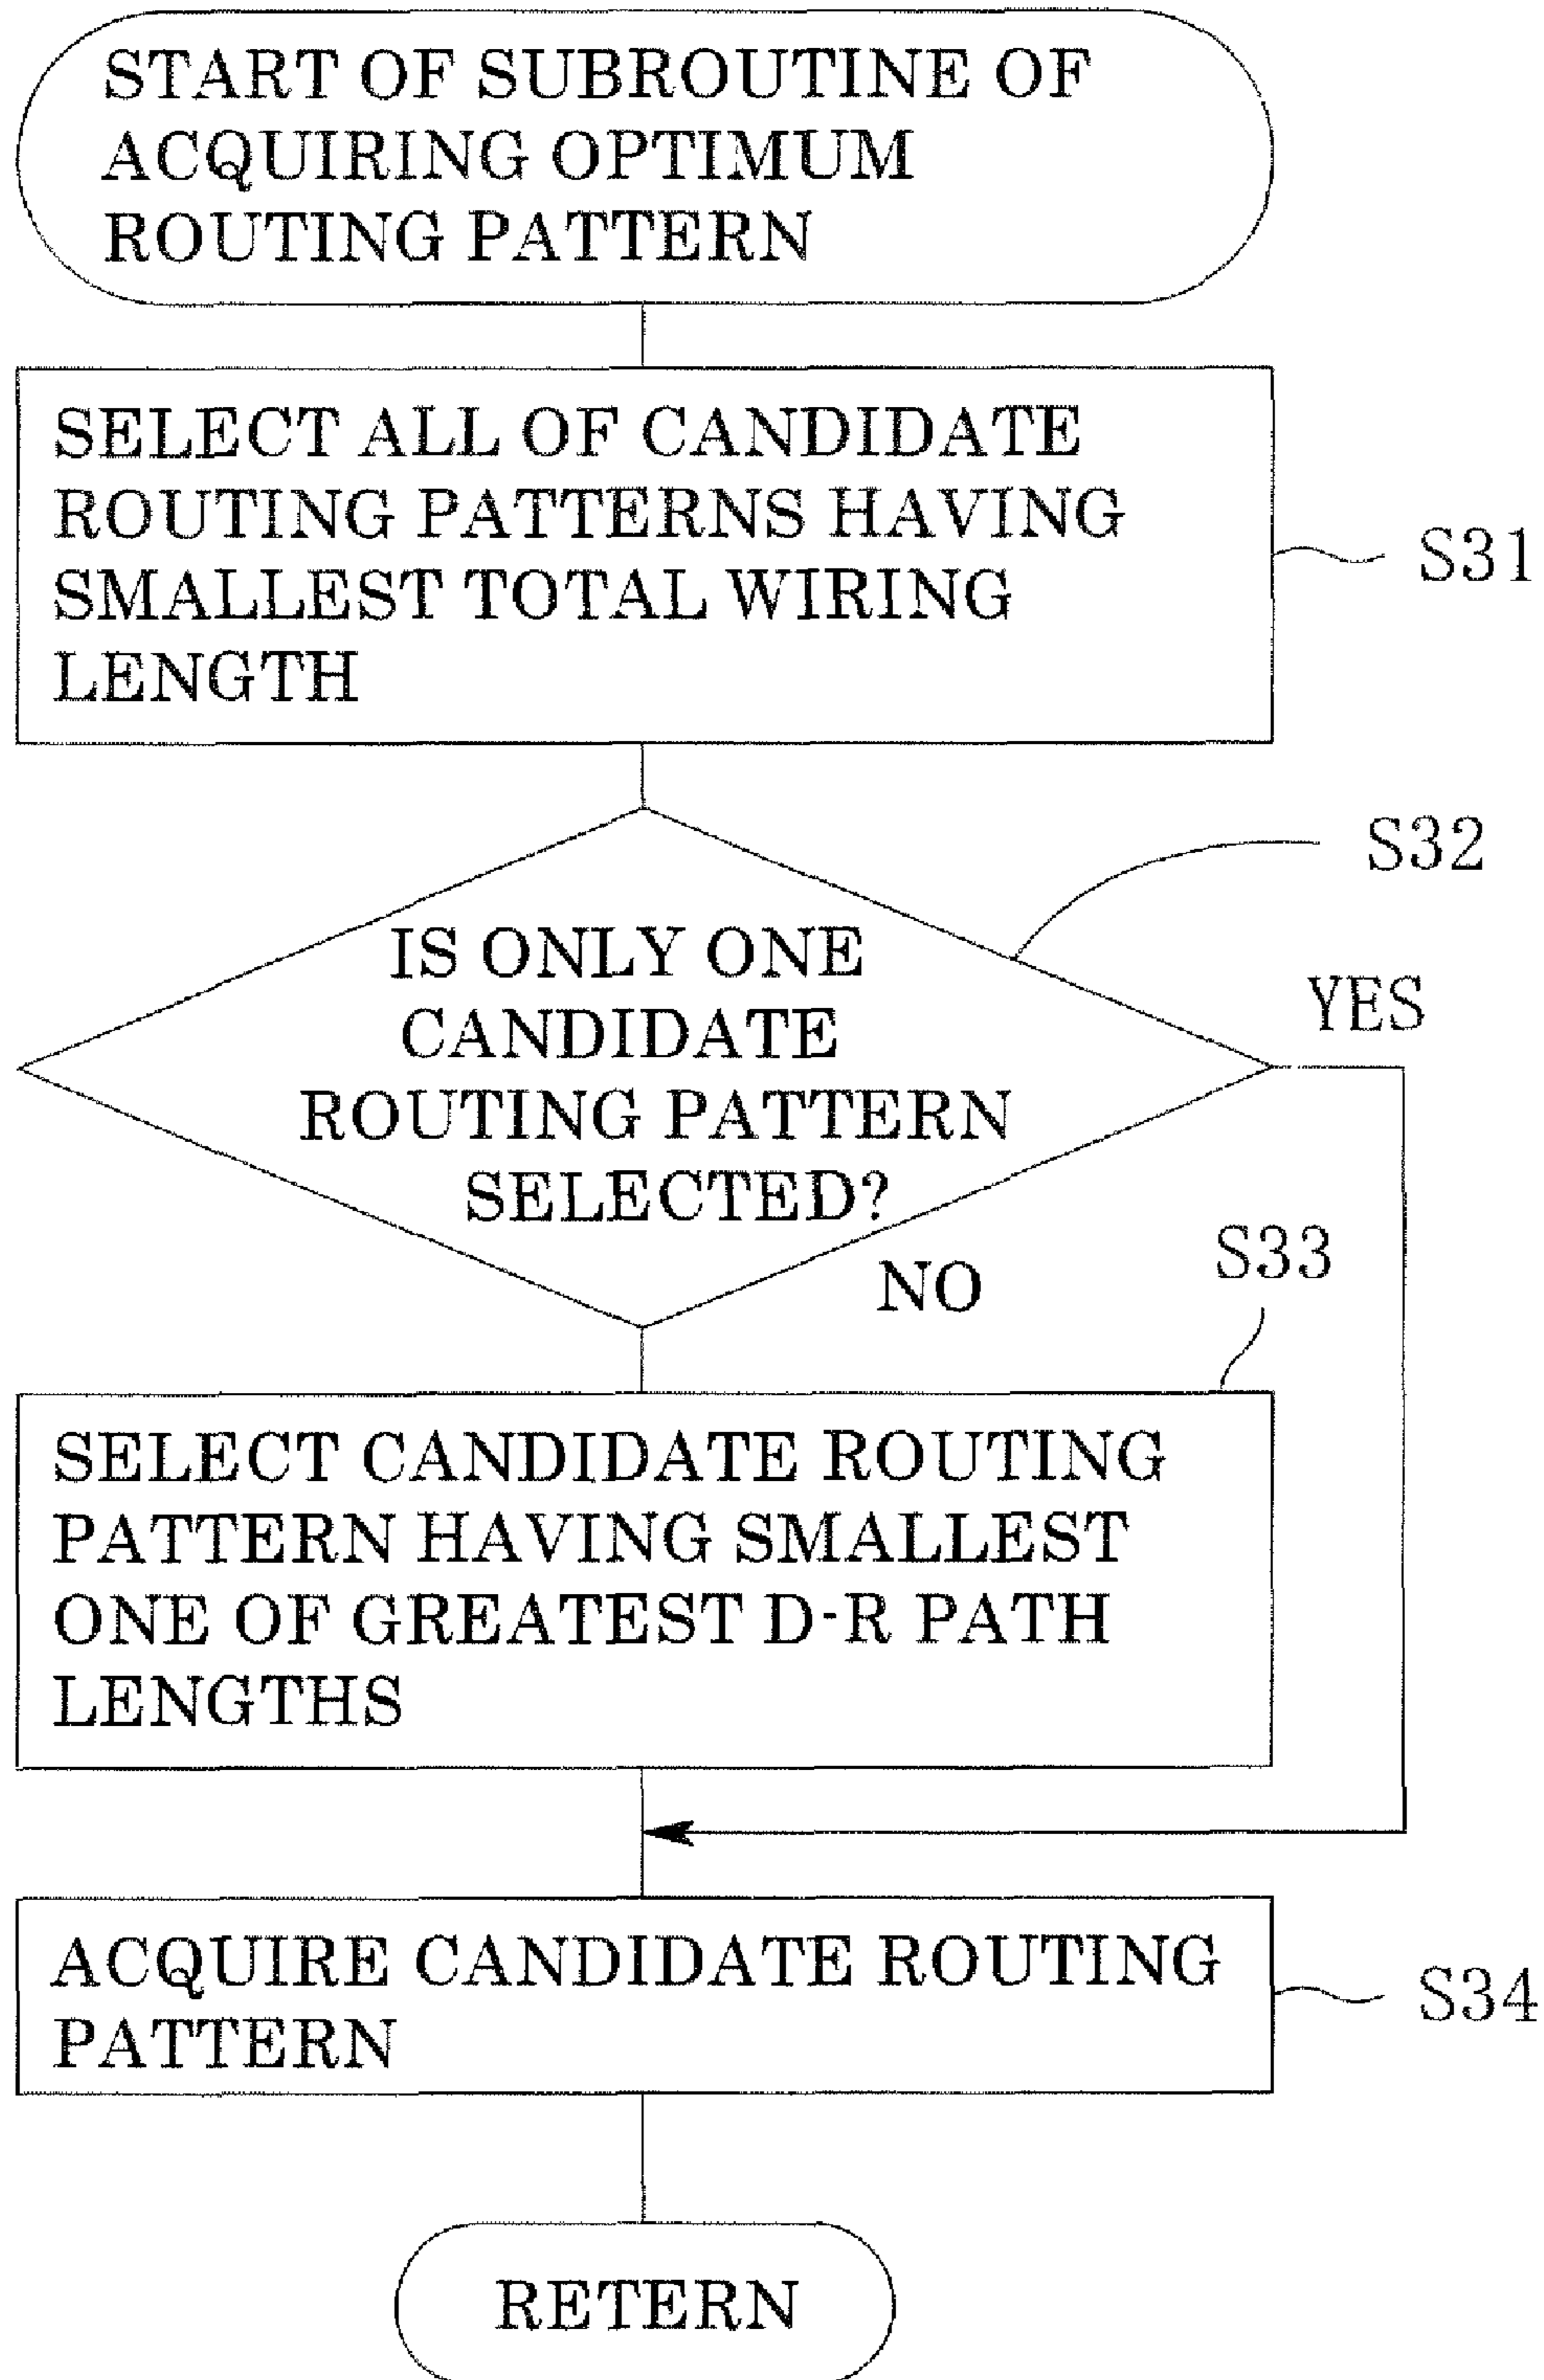 START OF SUBROUTINE OF
ACQUIRING OPTIMUM
ROUTING PATTERN
SELECT ALL OF CANDIDATE
ROUTING PATTERNS HAVING
SMALLEST TOTAL WIRING
LENGTH
S31
S32
IS ONLY ONE
CANDIDATE
ROUTING PATTERN
SELECTED?
YES
NO
S33
SELECT CANDIDATE ROUTING
PATTERN HAVING SMALLEST
ONE OF GREATEST D-R PATH
LENGTHS
ACQUIRE CANDIDATE ROUTING
PATTERN
S34
RETERN